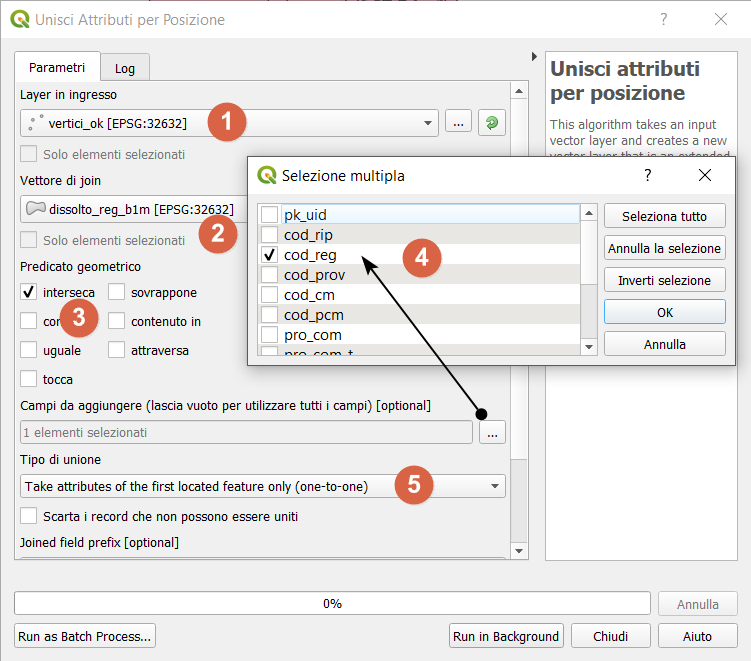 Unisci Attributi per Posizione
Parametri
Log
Layer in ingresso
vertici_ok [EPSG:32632]
1
...
Solo elementi selezionati
Vettore di join
dissolto_reg_b1m [EPSG:32632]
2
Solo elementi selezionati
Predicato geometrico
interseca
sovrappone
3
contenuto in
uguale
attraversa
tocca
Campi da aggiungere (lascia vuoto per utilizzare tutti i campi) [optional]
1 elementi selezionati
...
Tipo di unione
Take attributes of the first located feature only (one-to-one)
5
Scarta i record che non possono essere uniti
Joined field prefix [optional]
Unisci attributi
per posizione
This algorithm takes an input
vector layer and creates a new
vector layer that is an extended
Selezione multipla
?
pk_uid
cod_rip
cod_reg
4
cod_prov
cod_cm
cod_pcm
pro_com
pro_com_t
Seleziona tutto
Annulla la selezione
Inverti selezione
OK
Annulla
0%
Annulla
Run as Batch Process...
Run in Background
Chiudi
Aiuto